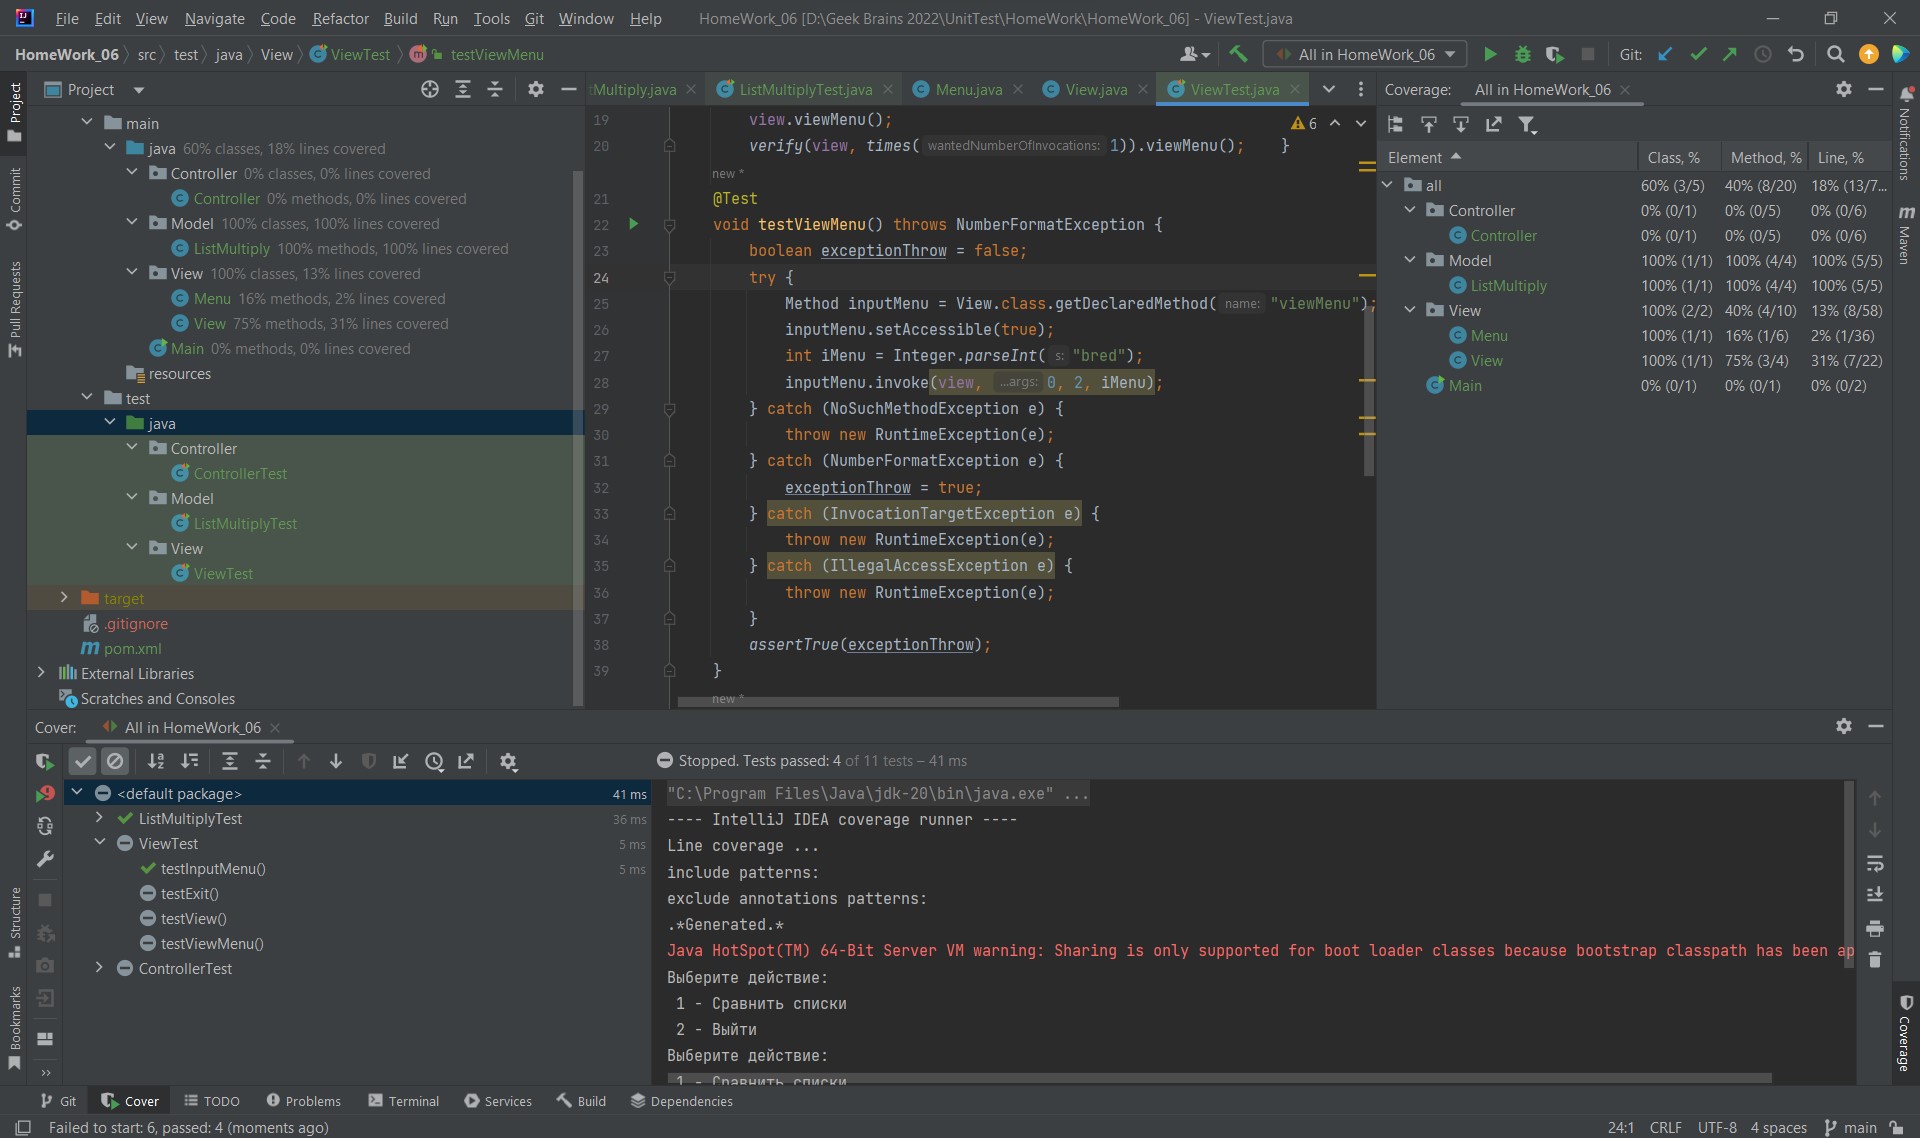 File Edit View Navigate Code Refactor Build Run Tools Git Window Help HomeWork_06 [D:\Geek Brains 2022\UnitTest\HomeWork\HomeWork_06] - ViewTest.java
HomeWork_06 src test java View ViewTest testViewMenu
All in HomeWork_06 Git:
Project
tMultiply.java ListMultiplyTest.java Menu.java View.java ViewTest.java
Coverage: All in HomeWork_06
main
java 60% classes, 18% lines covered
Controller 0% classes, 0% lines covered
Controller 0% methods, 0% lines covered
Model 100% classes, 100% lines covered
ListMultiply 100% methods, 100% lines covered
View 100% classes, 13% lines covered
Menu 16% methods, 2% lines covered
View 75% methods, 31% lines covered
Main 0% methods, 0% lines covered
resources
test
java
Controller
ControllerTest
Model
ListMultiplyTest
View
ViewTest
target
.gitignore
pom.xml
External Libraries
Scratches and Consoles
19 view.viewMenu(); 6
20 verify(view, times( wantedNumberOfInvocations: 1)).viewMenu(); }
new *
21 @Test
22 void testViewMenu() throws NumberFormatException {
23 boolean exceptionThrow = false;
24 try {
25 Method inputMenu = View.class.getDeclaredMethod( name: "viewMenu");
26 inputMenu.setAccessible(true);
27 int iMenu = Integer.parseInt( s: "bred");
28 inputMenu.invoke(view, ...args: 0, 2, iMenu);
29 } catch (NoSuchMethodException e) {
30 throw new RuntimeException(e);
31 } catch (NumberFormatException e) {
32 exceptionThrow = true;
33 } catch (InvocationTargetException e) {
34 throw new RuntimeException(e);
35 } catch (IllegalAccessException e) {
36 throw new RuntimeException(e);
37 }
38 assertTrue(exceptionThrow);
39 }
new *
Element Class, % Method, % Line, %
all 60% (3/5) 40% (8/20) 18% (13/7...
Controller 0% (0/1) 0% (0/5) 0% (0/6)
Controller 0% (0/1) 0% (0/5) 0% (0/6)
Model 100% (1/1) 100% (4/4) 100% (5/5)
ListMultiply 100% (1/1) 100% (4/4) 100% (5/5)
View 100% (2/2) 40% (4/10) 13% (8/58)
Menu 100% (1/1) 16% (1/6) 2% (1/36)
View 100% (1/1) 75% (3/4) 31% (7/22)
Main 0% (0/1) 0% (0/1) 0% (0/2)
Project
Commit
Pull Requests
Structure
Bookmarks
Notifications
Maven
Coverage
Cover: All in HomeWork_06
Stopped. Tests passed: 4 of 11 tests – 41 ms
<default package> 41 ms
ListMultiplyTest 36 ms
ViewTest 5 ms
testInputMenu() 5 ms
testExit()
testView()
testViewMenu()
ControllerTest
"C:\Program Files\Java\jdk-20\bin\java.exe" ...
---- IntelliJ IDEA coverage runner ----
Line coverage ...
include patterns:
exclude annotations patterns:
.*Generated.*
Java HotSpot(TM) 64-Bit Server VM warning: Sharing is only supported for boot loader classes because bootstrap classpath has been ap
Выберите действие:
1 - Сравнить списки
2 - Выйти
Выберите действие:
1 - Сравнить списки
Git Cover TODO Problems Terminal Services Build Dependencies
Failed to start: 6, passed: 4 (moments ago) 24:1 CRLF UTF-8 4 spaces main